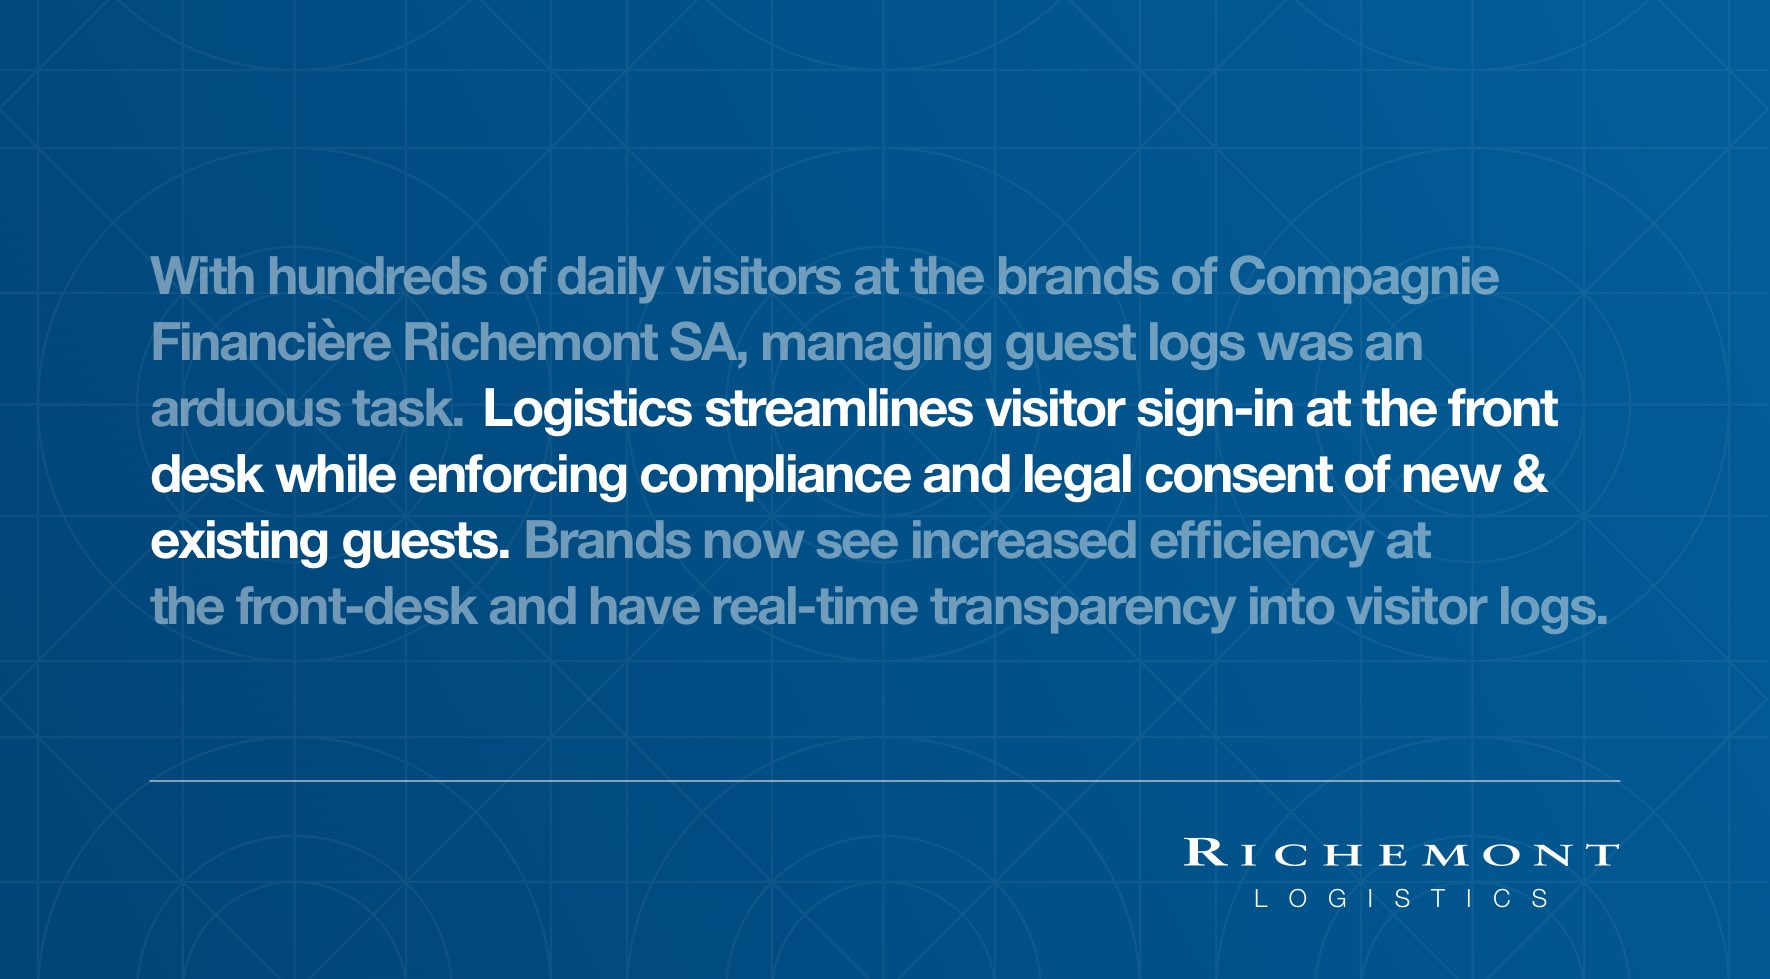 With hundreds of daily visitors at the brands of Compagnie
Financière Richemont SA, managing guest logs was an
arduous task. Logistics streamlines visitor sign-in at the front
desk while enforcing compliance and legal consent of new &
existing guests. Brands now see increased efficiency at
the front-desk and have real-time transparency into visitor logs.
RICHEMONT
LOGISTICS